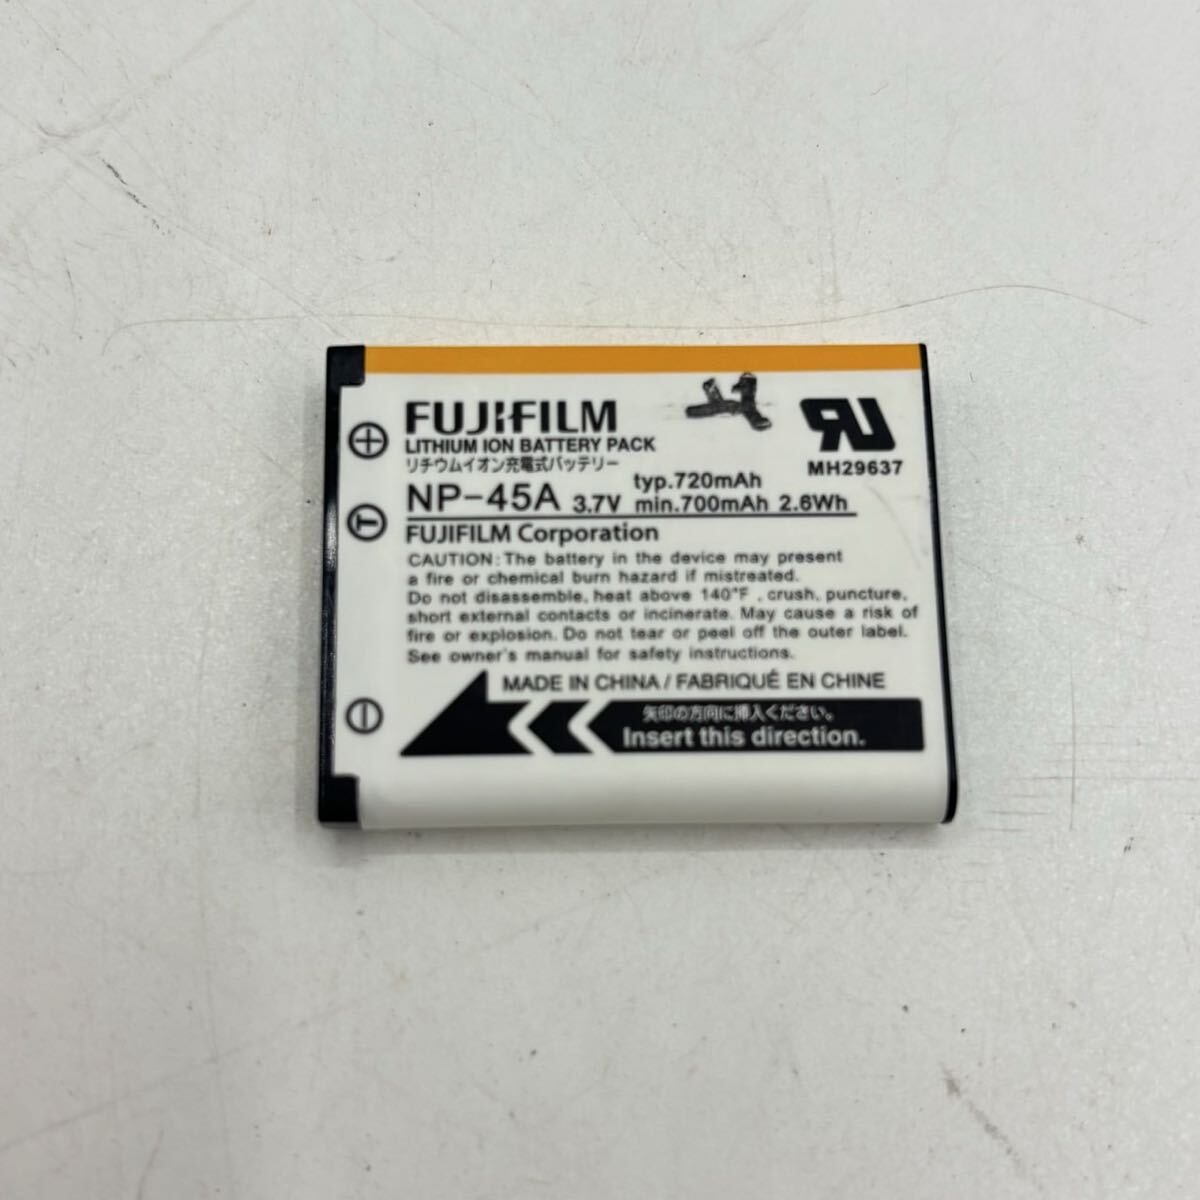 FUJIFILM
LITHIUM ION BATTERY PACK
リチウムイオン充電式バッテリー
NP-45A 3.7V typ.720mAh
min.700mAh 2.6Wh
MH29637
FUJIFILM Corporation
CAUTION: The battery in the device may present
a fire or chemical burn hazard if mistreated.
Do not disassemble, heat above 140°F , crush, puncture,
short external contacts or incinerate. May cause a risk of
fire or explosion. Do not tear or peel off the outer label.
See owner's manual for safety instructions.
MADE IN CHINA / FABRIQUÉ EN CHINE
矢印の方向に挿入ください。
Insert this direction.
+
T
−